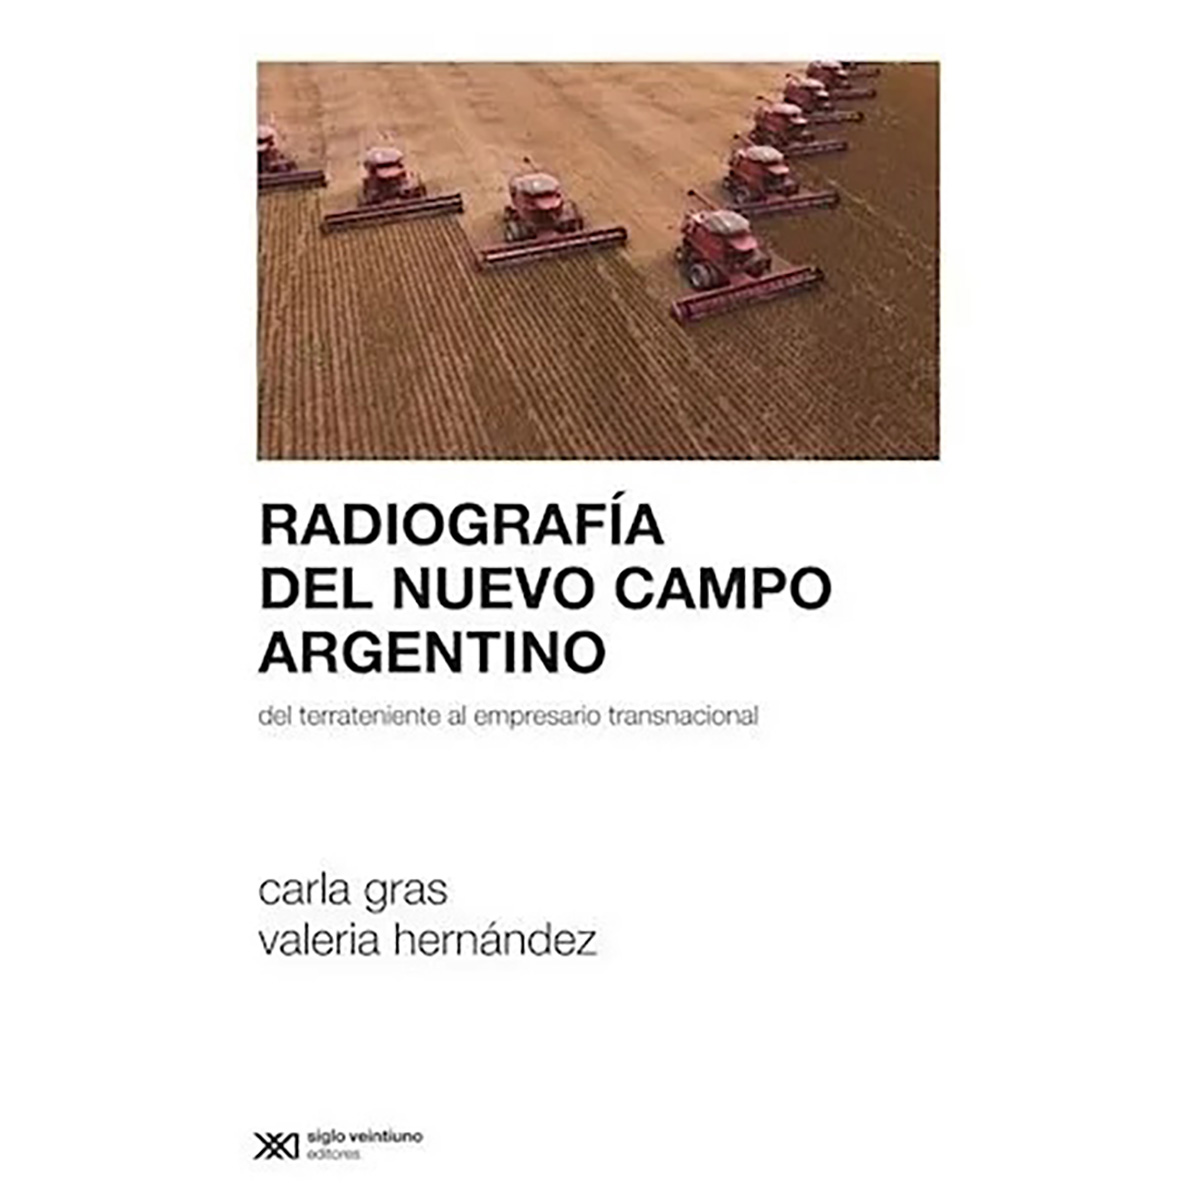 RADIOGRAFÍA
DEL NUEVO CAMPO
ARGENTINO
del terrateniente al empresario transnacional
carla gras
valeria hernández
siglo veintiuno
editores